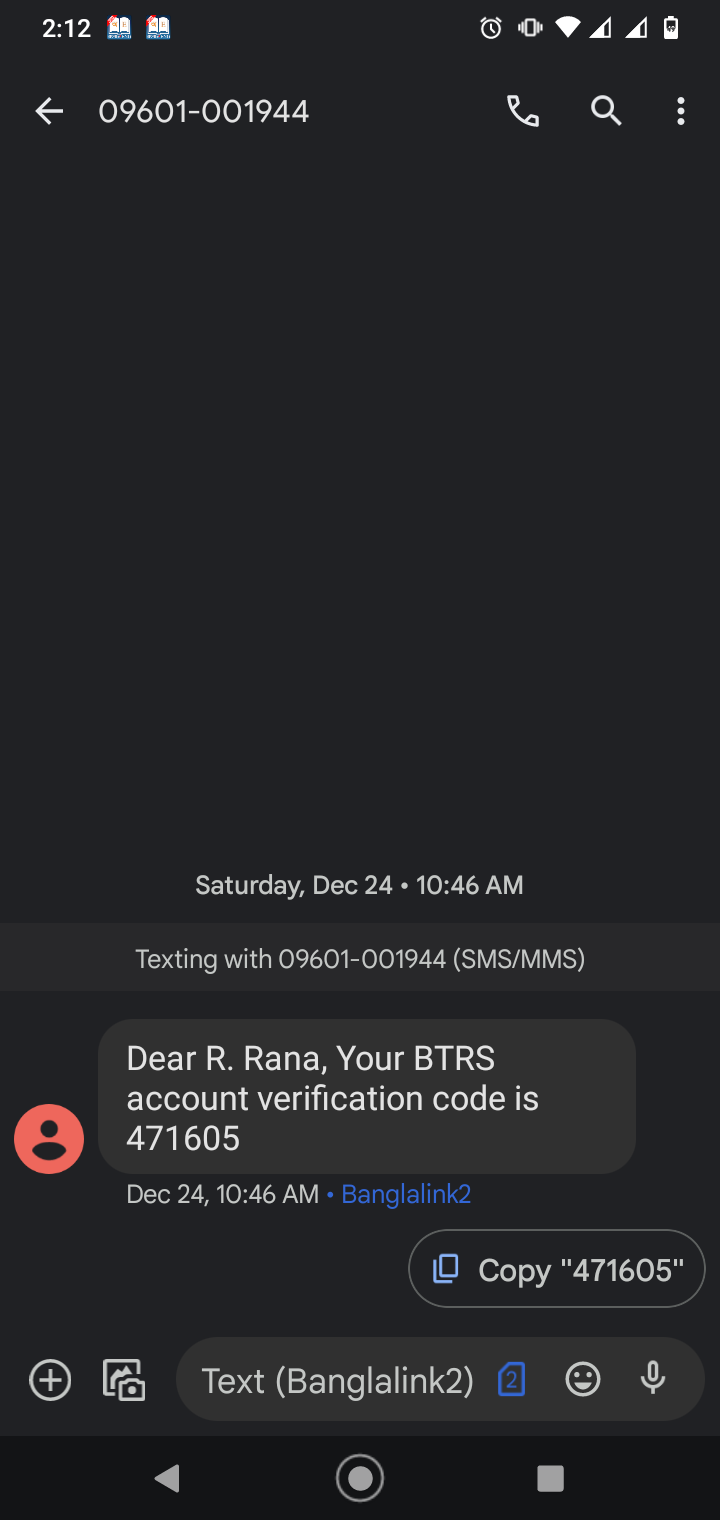 2:12
09601-001944
Saturday, Dec 24 • 10:46 AM
Texting with 09601-001944 (SMS/MMS)
Dear R. Rana, Your BTRS
account verification code is
471605
Dec 24, 10:46 AM • Banglalink2
Copy "471605"
Text (Banglalink2)
2